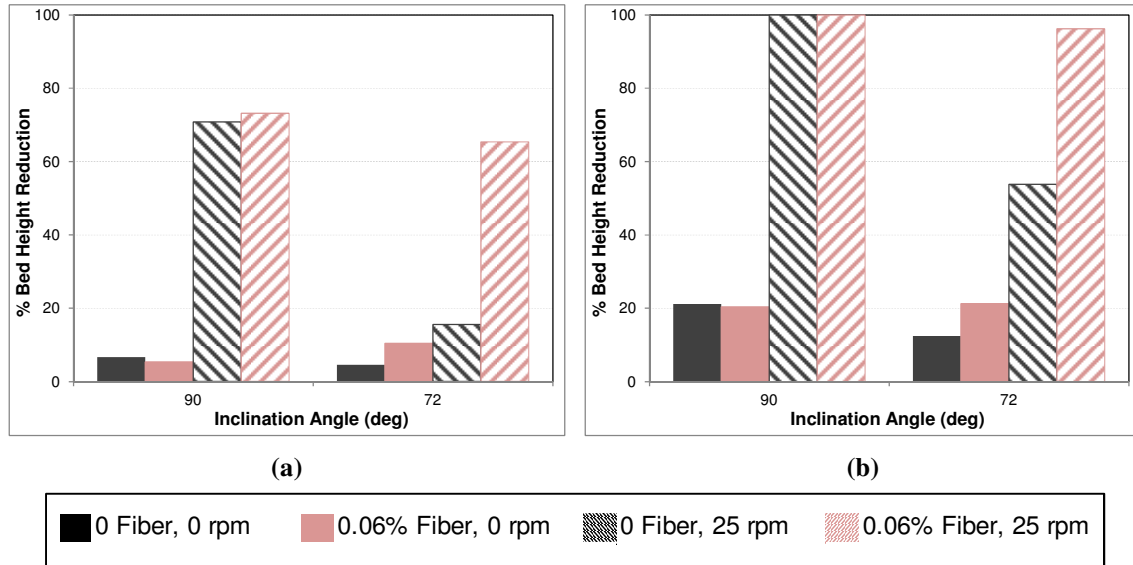 100
80
60
40
20
0
% Bed Height Reduction
90
72
Inclination Angle (deg)
(a)
100
80
60
40
20
0
% Bed Height Reduction
90
72
Inclination Angle (deg)
(b)
0 Fiber, 0 rpm
0.06% Fiber, 0 rpm
0 Fiber, 25 rpm
0.06% Fiber, 25 rpm